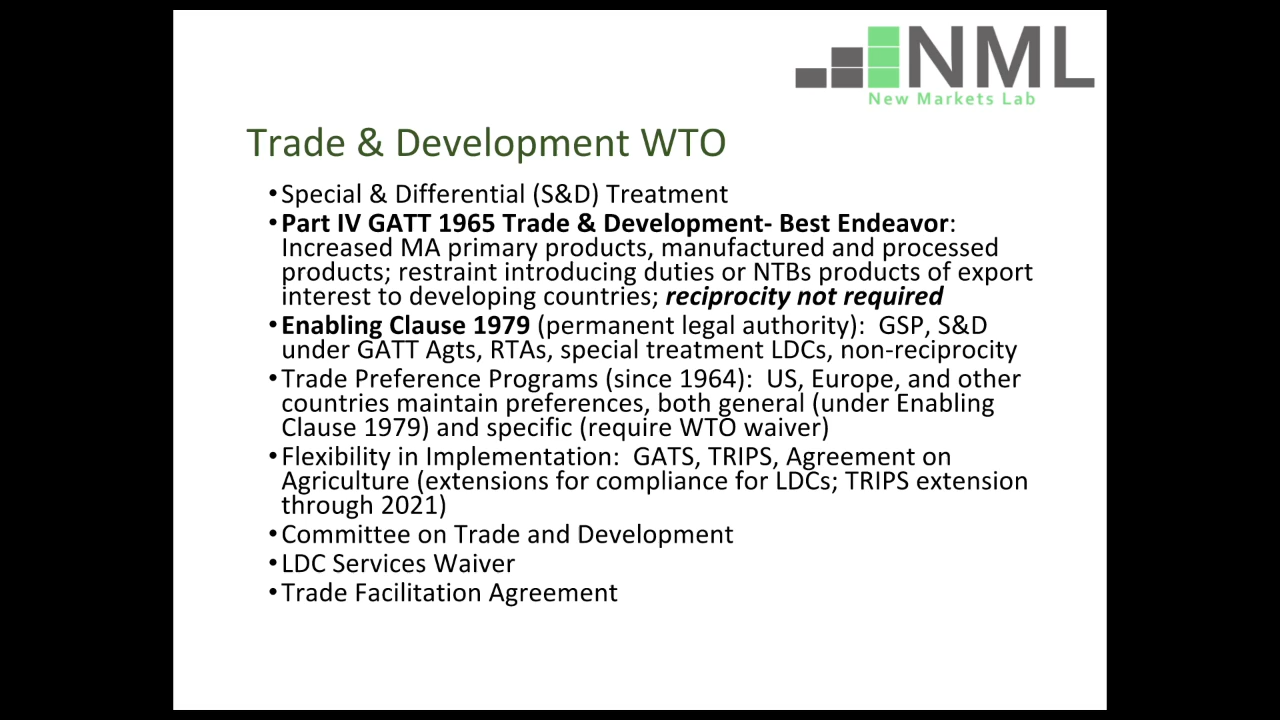 NML
New Markets Lab
Trade & Development WTO
•Special & Differential (S&D) Treatment
•Part IV GATT 1965 Trade & Development- Best Endeavor:
Increased MA primary products, manufactured and processed
products; restraint introducing duties or NTBs products of export
interest to developing countries; reciprocity not required
•Enabling Clause 1979 (permanent legal authority):  GSP, S&D
under GATT Agts, RTAs, special treatment LDCs, non-reciprocity
•Trade Preference Programs (since 1964):  US, Europe, and other
countries maintain preferences, both general (under Enabling
Clause 1979) and specific (require WTO waiver)
•Flexibility in Implementation:  GATS, TRIPS, Agreement on
Agriculture (extensions for compliance for LDCs; TRIPS extension
through 2021)
•Committee on Trade and Development
•LDC Services Waiver
•Trade Facilitation Agreement